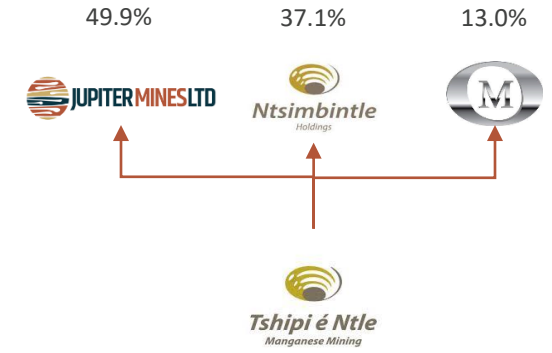 49.9% 37.1% 13.0%
JUPITER MINES LTD
Ntsimbintle
Holdings
M
Tshipi é Ntle
Manganese Mining